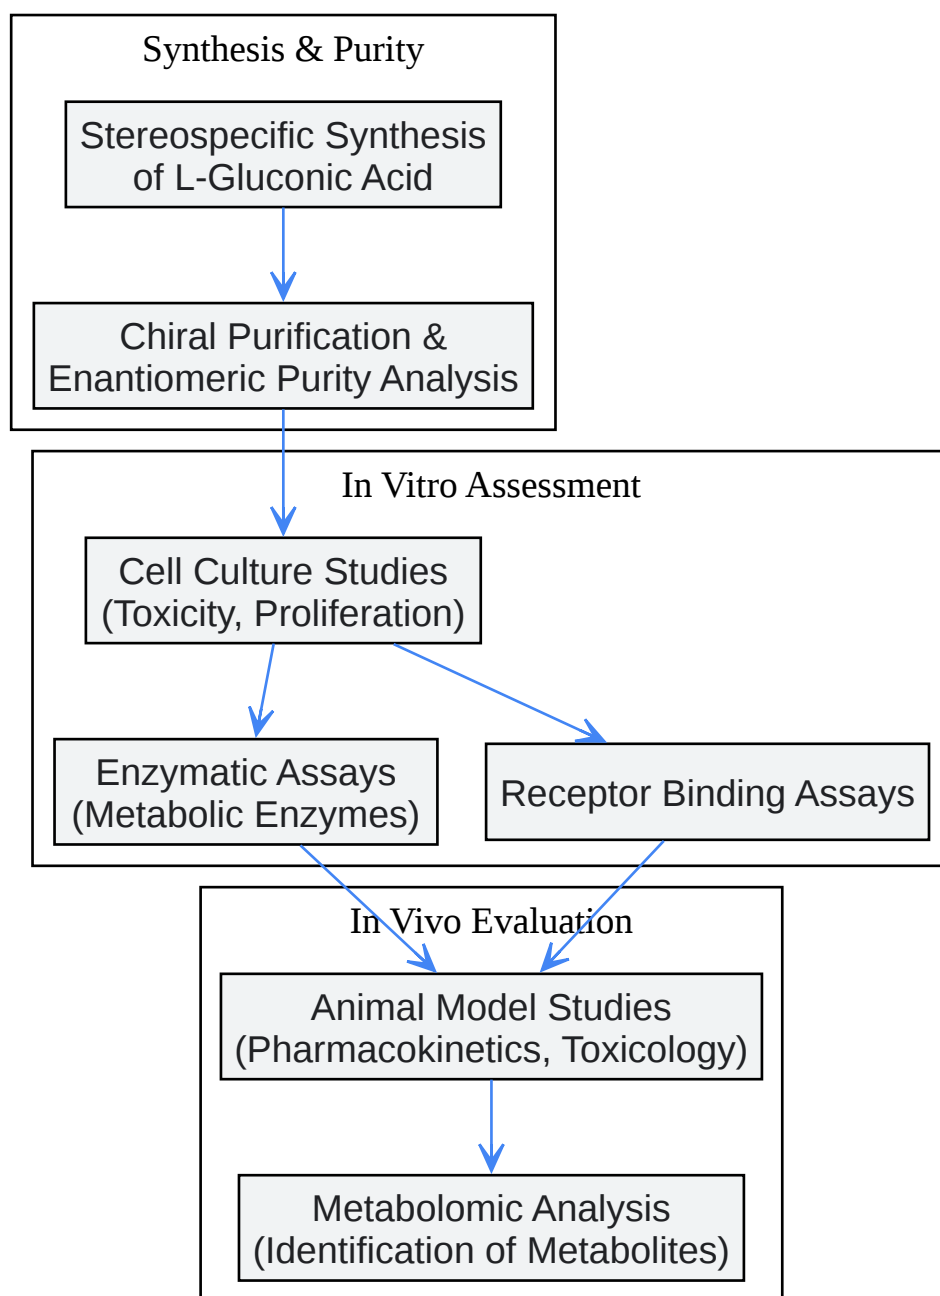 Synthesis & Purity
Stereospecific Synthesis
of L-Gluconic Acid
Chiral Purification &
Enantiomeric Purity Analysis
In Vitro Assessment
Cell Culture Studies
(Toxicity, Proliferation)
Enzymatic Assays
(Metabolic Enzymes)
Receptor Binding Assays
In Vivo Evaluation
Animal Model Studies
(Pharmacokinetics, Toxicology)
Metabolomic Analysis
(Identification of Metabolites)